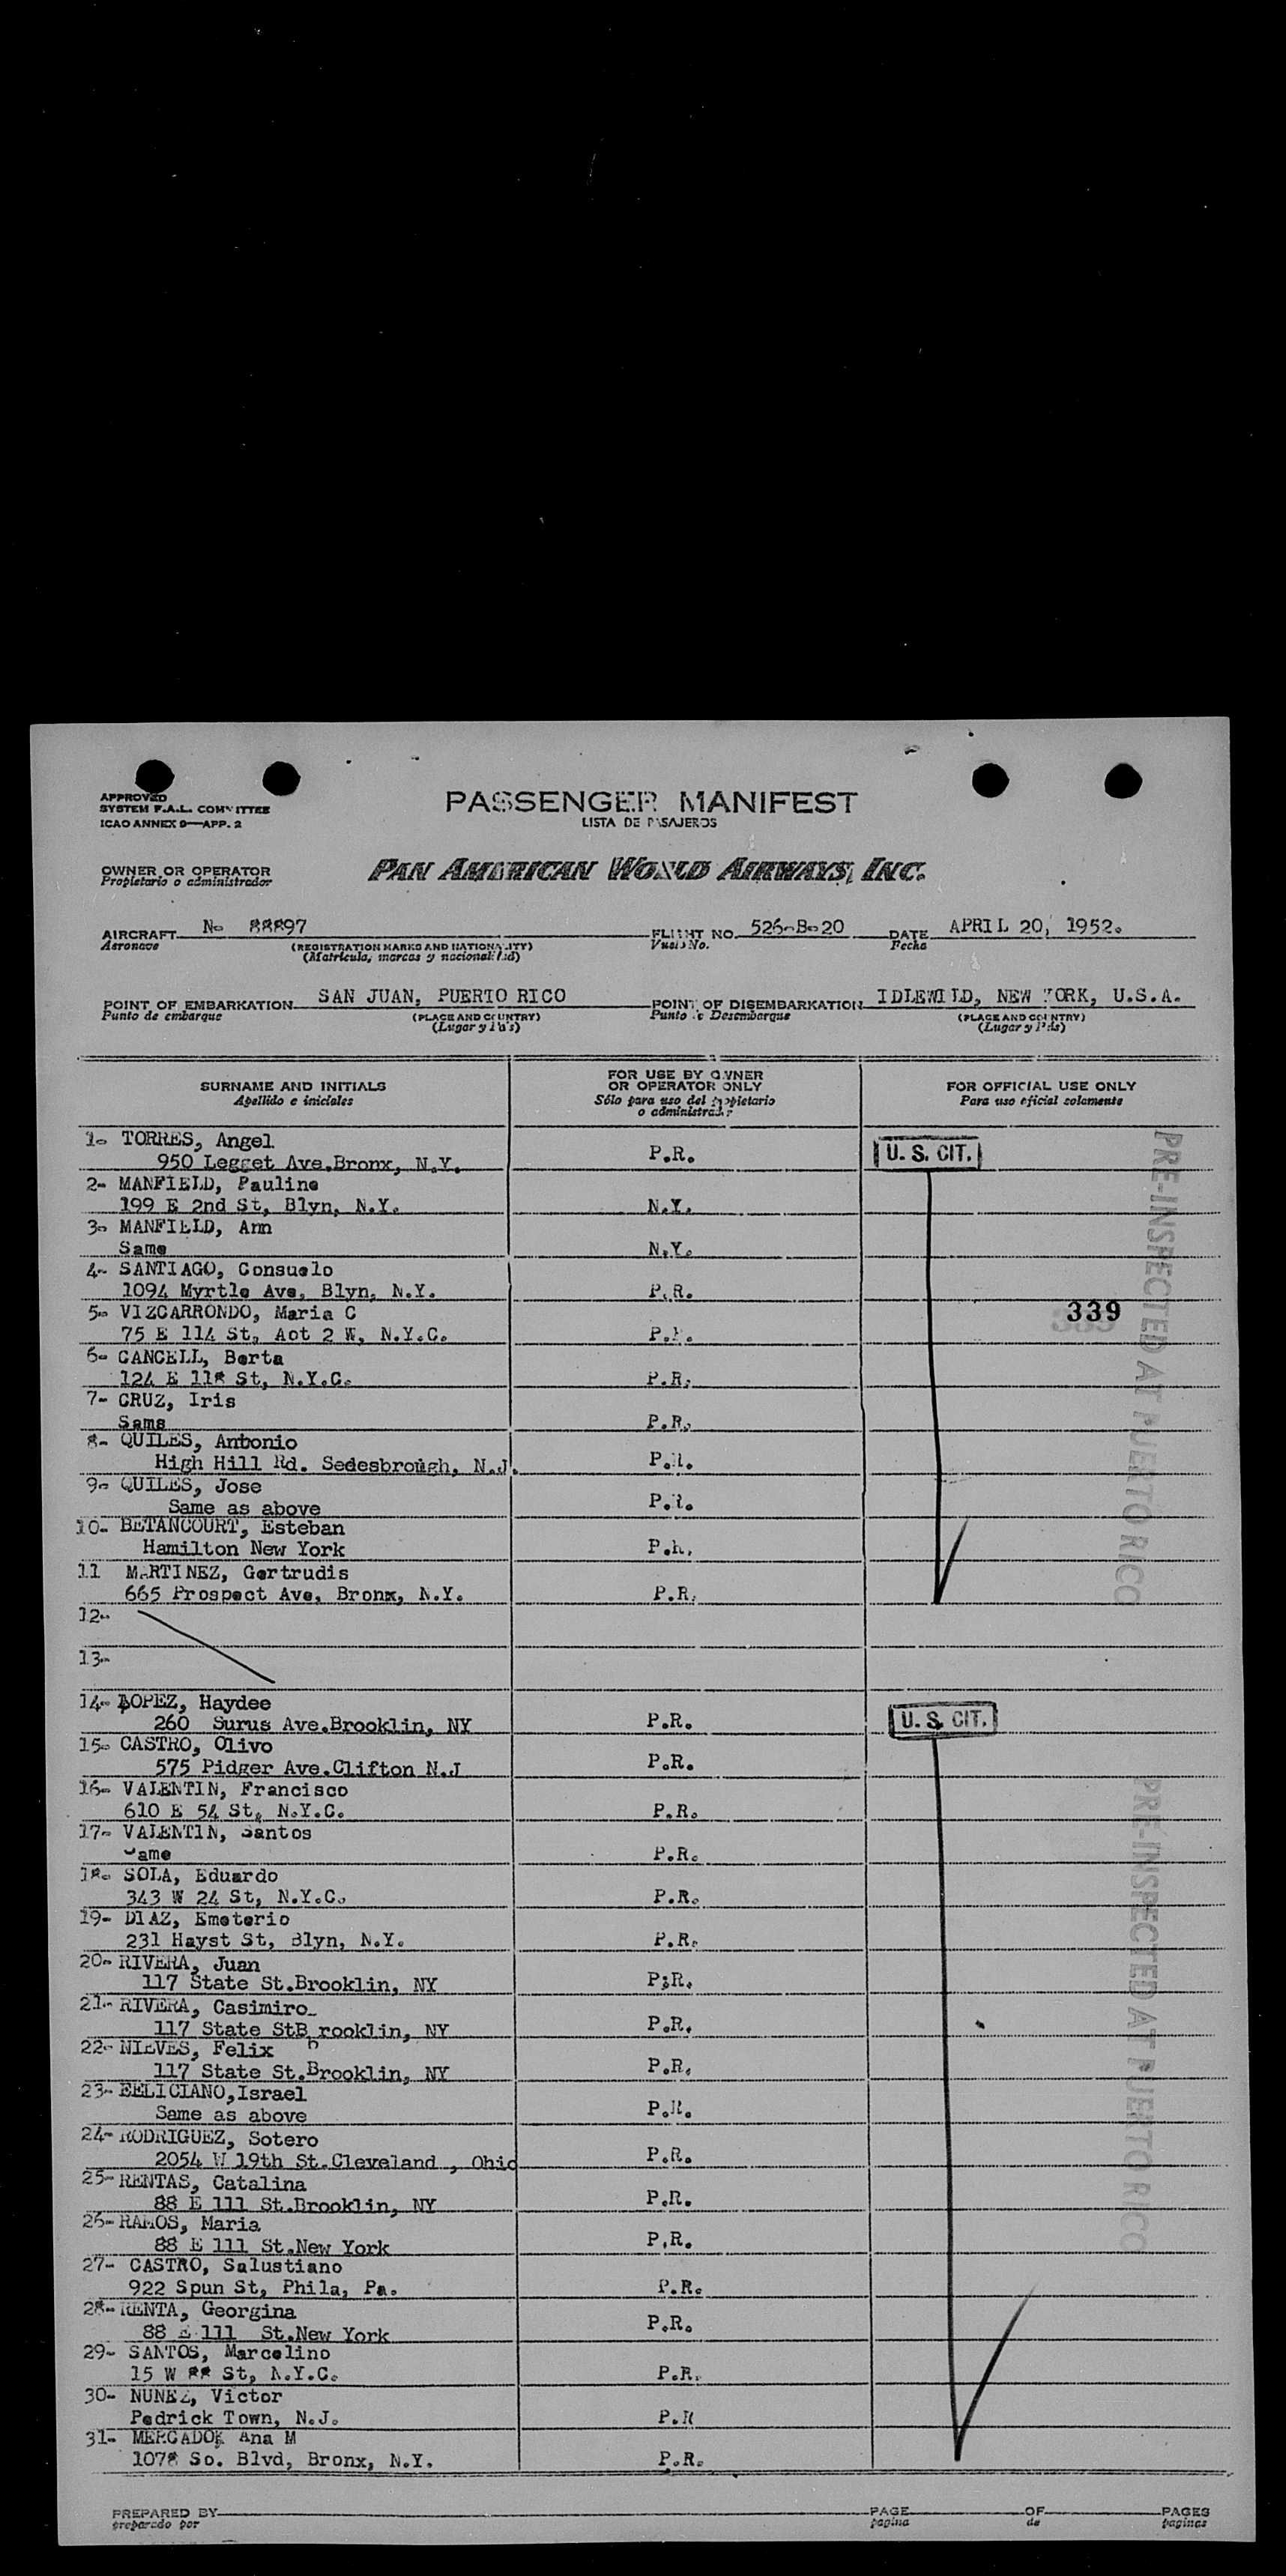 APPROVED
SYSTEM F.A.L. COMMITTEE
ICAO ANNEX 9—APP. 2
PASSENGER MANIFEST
LISTA DE PASAJEROS
OWNER OR OPERATOR
Propietario o administrador
PAN AMERICAN WORLD AIRWAYS, INC.
AIRCRAFT No 88897 FLIGHT NO. 526-B-20 DATE APRIL 20, 1952.
Aeronave (REGISTRATION MARKS AND NATIONALITY) Vuelo No. Fecha
(Matricula, marcas y nacionalidad)
POINT OF EMBARKATION SAN JUAN, PUERTO RICO POINT OF DISEMBARKATION IDLEWILD, NEW YORK, U.S.A.
Punto de embarque (PLACE AND COUNTRY) Punto de Desembarque (PLACE AND COUNTRY)
(Lugar y País) (Lugar y País)
SURNAME AND INITIALS
Apellido e iniciales
FOR USE BY OWNER
OR OPERATOR ONLY
Sólo para uso del propietario
o administrador
FOR OFFICIAL USE ONLY
Para uso oficial solamente
1- TORRES, Angel
950 Legget Ave.Bronx, N.Y. P.R. U. S. CIT.
2- MANFIELD, Pauline
199 E 2nd St, Blyn, N.Y. N.Y.
3- MANFIELD, Ann
Same N.Y.
4- SANTIAGO, Consuelo
1094 Myrtle Ave, Blyn, N.Y. P.R.
5- VIZCARRONDO, Maria C 339
75 E 114 St, Aot 2 W, N.Y.C. P.R.
6- CANCELL, Berta
124 E 118 St, N.Y.C. P.R.
7- CRUZ, Iris
Same P.R.
8- QUILES, Antonio
High Hill Rd. Sedesbrough, N.J. P.R.
9- QUILES, Jose
Same as above P.R.
10- BETANCOURT, Esteban
Hamilton New York P.R.
11 MARTINEZ, Gertrudis
665 Prospect Ave, Bronx, N.Y. P.R.
12-
13-
PRE-INSPECTED AT PUERTO RICO
14- LOPEZ, Haydee
260 Surus Ave.Brooklin, NY P.R. U. S. CIT.
15- CASTRO, Olivo
575 Pidger Ave.Clifton N.J P.R.
16- VALENTIN, Francisco
610 E 54 St, N.Y.C. P.R.
17- VALENTIN, Santos
Same P.R.
18- SOLA, Eduardo
343 W 24 St, N.Y.C. P.R.
19- DIAZ, Emeterio
231 Hayst St, Blyn, N.Y. P.R.
20- RIVERA, Juan
117 State St.Brooklin, NY P.R.
21- RIVERA, Casimiro
117 State StB rooklin, NY P.R.
22- NIEVES, Felix
117 State St.Brooklin, NY P.R.
23- FELICIANO,Israel
Same as above P.R.
24- RODRIGUEZ, Sotero
2054 W 19th St.Cleveland , Ohio P.R.
25- RENTAS, Catalina
88 E 111 St.Brooklin, NY P.R.
26- RAMOS, Maria
88 E 111 St.New York P.R.
27- CASTRO, Salustiano
922 Spun St, Phila, Pa. P.R.
28- RENTA, Georgina
88 E 111 St.New York P.R.
29- SANTOS, Marcelino
15 W 88 St, N.Y.C. P.R.
30- NUNEZ, Victor
Pedrick Town, N.J. P.R
31- MERCADO, Ana M
1078 So. Blvd, Bronx, N.Y. P.R.
PRE-INSPECTED AT PUERTO RICO
PREPARED BY PAGE OF PAGES
preparado por pagina de paginas